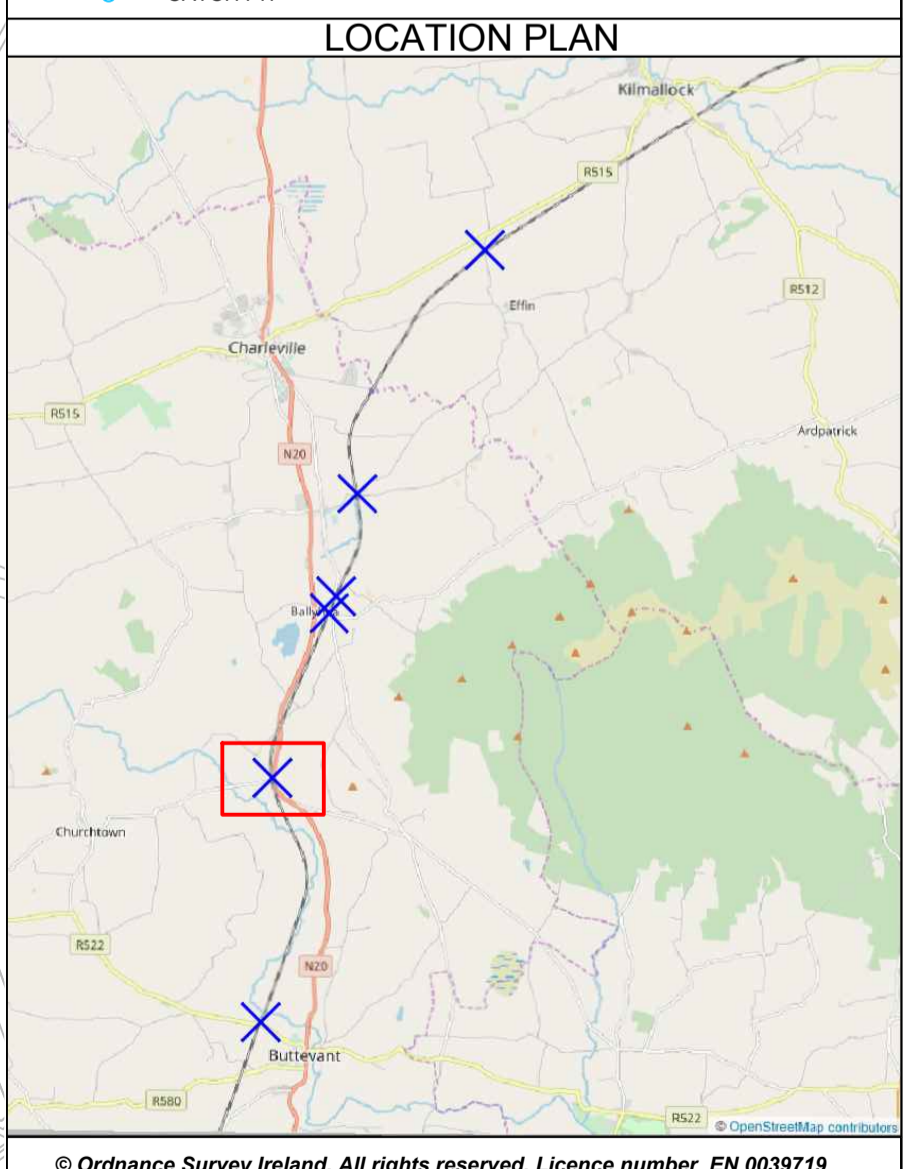 LOCATION PLAN
Kilmallock
R515
R512
Effin
Charleville
R515
Ardpatrick
N20
Churchtown
R522
N20
Buttevant
R580
R522
© OpenStreetMap contributors
© Ordnance Survey Ireland. All rights reserved. Licence number EN 0039719